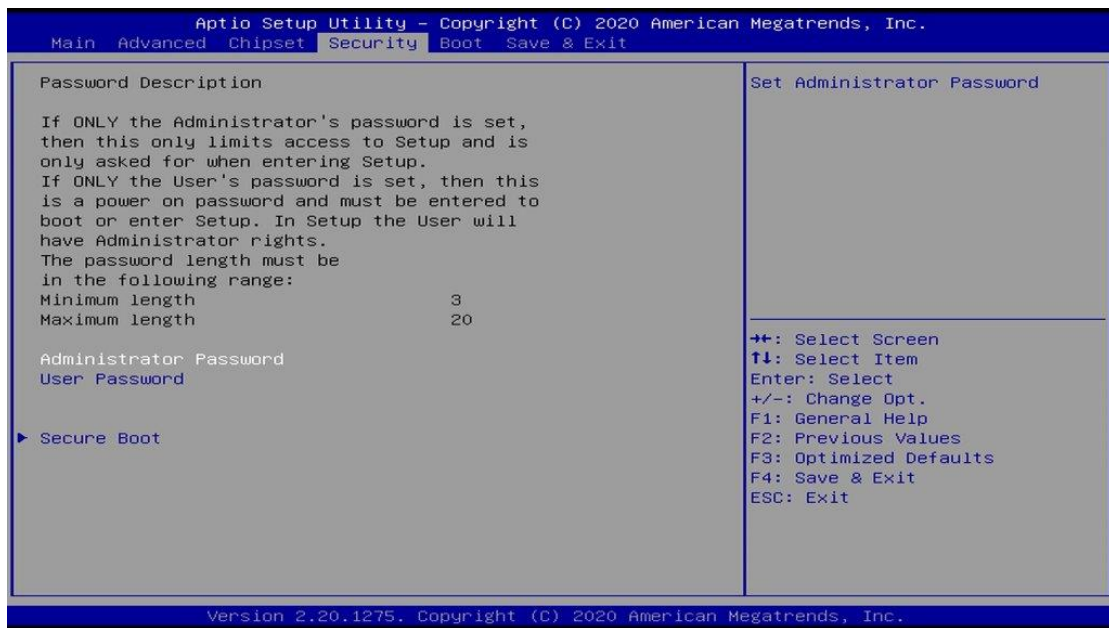 Aptio Setup Utility – Copyright (C) 2020 American Megatrends, Inc.
Main Advanced Chipset Security Boot Save & Exit
Password Description
If ONLY the Administrator's password is set,
then this only limits access to Setup and is
only asked for when entering Setup.
If ONLY the User's password is set, then this
is a power on password and must be entered to
boot or enter Setup. In Setup the User will
have Administrator rights.
The password length must be
in the following range:
Minimum length 3
Maximum length 20
Administrator Password
User Password
► Secure Boot
Set Administrator Password
→←: Select Screen
↑↓: Select Item
Enter: Select
+/-: Change Opt.
F1: General Help
F2: Previous Values
F3: Optimized Defaults
F4: Save & Exit
ESC: Exit
Version 2.20.1275. Copyright (C) 2020 American Megatrends, Inc.